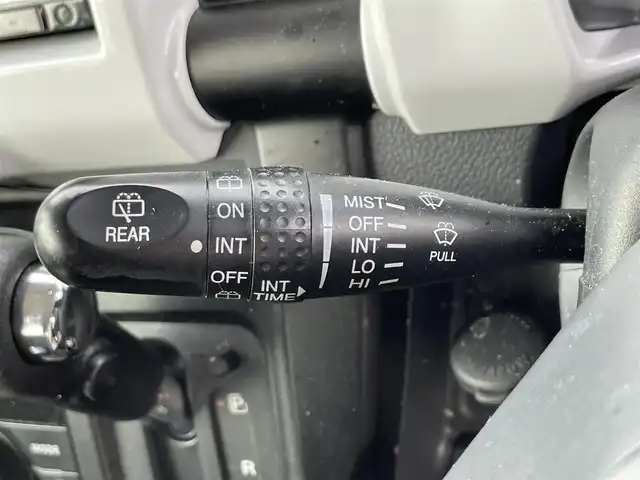 REAR
ON
INT
OFF
INT
TIME
MIST
OFF
INT
LO
HI
PULL
P
R